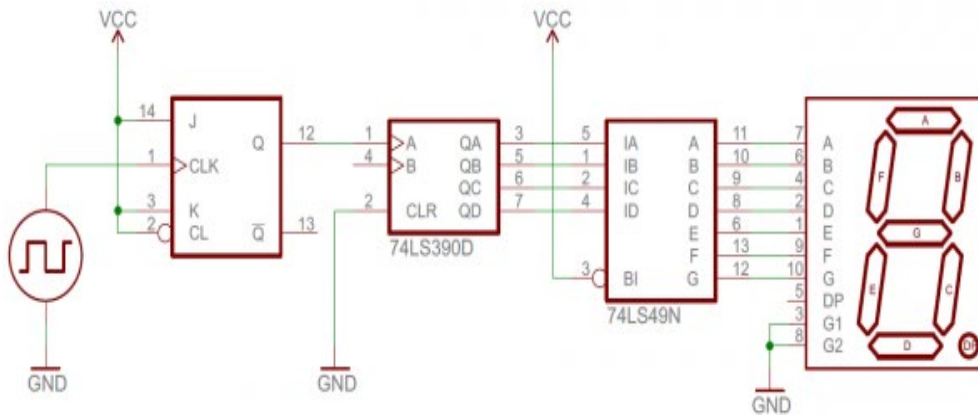 VCC
VCC
14 J
Q 12
1 CLK
3 K
2 CL
Q 13
GND
1 A QA 3
4 B QB 5
QC 6
2 CLR QD 7
74LS390D
GND
5 IA A 11
1 IB B 10
2 IC C 9
4 ID D 8
E 6
F 13
3 BI G 12
74LS49N
7 A
6 B
4 C
2 D
1 E
9 F
10 G
5 DP
3 G1
8 G2
GND
A
F B
G
E C
D DP